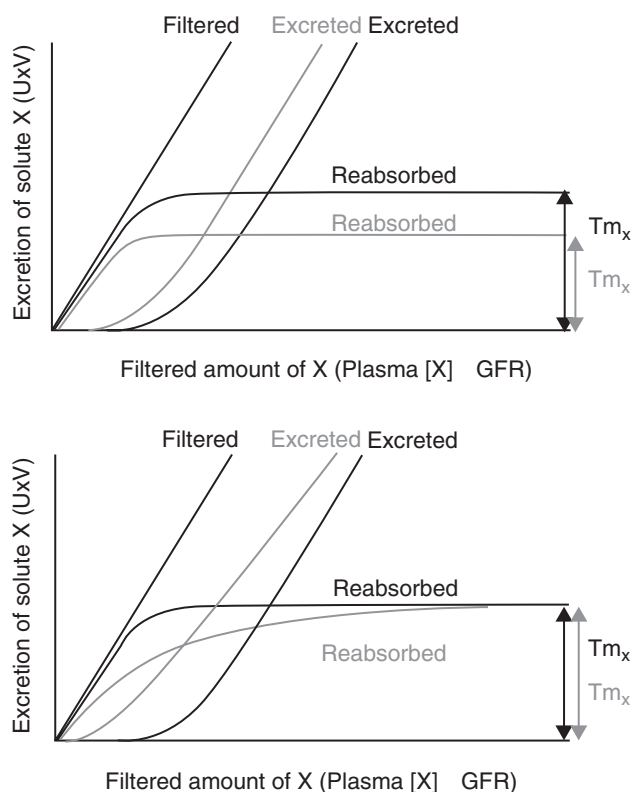 Filtered Excreted Excreted
Excretion of solute X (UxV)
Reabsorbed
Reabsorbed
Tmx
Tmx
Filtered amount of X (Plasma [X] GFR)
Filtered Excreted Excreted
Excretion of solute X (UxV)
Reabsorbed
Reabsorbed
Tmx
Tmx
Filtered amount of X (Plasma [X] GFR)